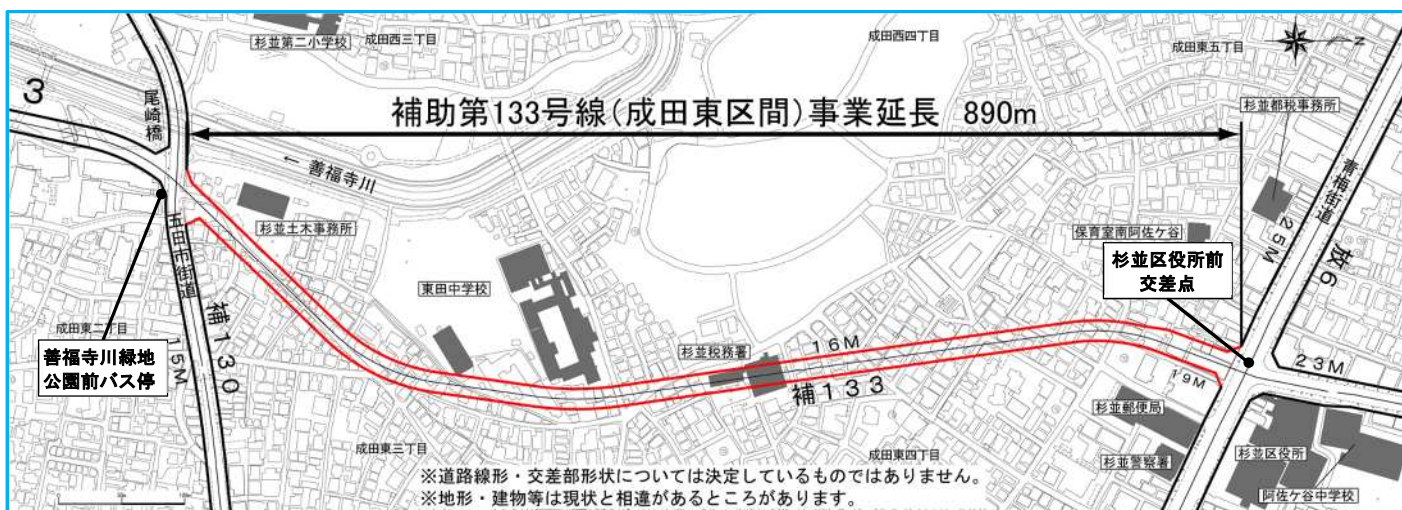 杉並第二小学校
成田西三丁目
成田西四丁目
成田東五丁目
N
3
尾崎橋
補助第133号線(成田東区間)事業延長 890m
杉並都税事務所
← 善福寺川
青梅街道
25M
放6
杉並土木事務所
保育室南阿佐ケ谷
杉並区役所前
交差点
五日市街道
東田中学校
成田東二丁目
補130
15M
善福寺川緑地
公園前バス停
杉並税務署
16M
補133
19M
23M
杉並郵便局
成田東三丁目
成田東四丁目
杉並警察署
杉並区役所
阿佐ケ谷中学校
※道路線形・交差部形状については決定しているものではありません。
※地形・建物等は現状と相違があるところがあります。